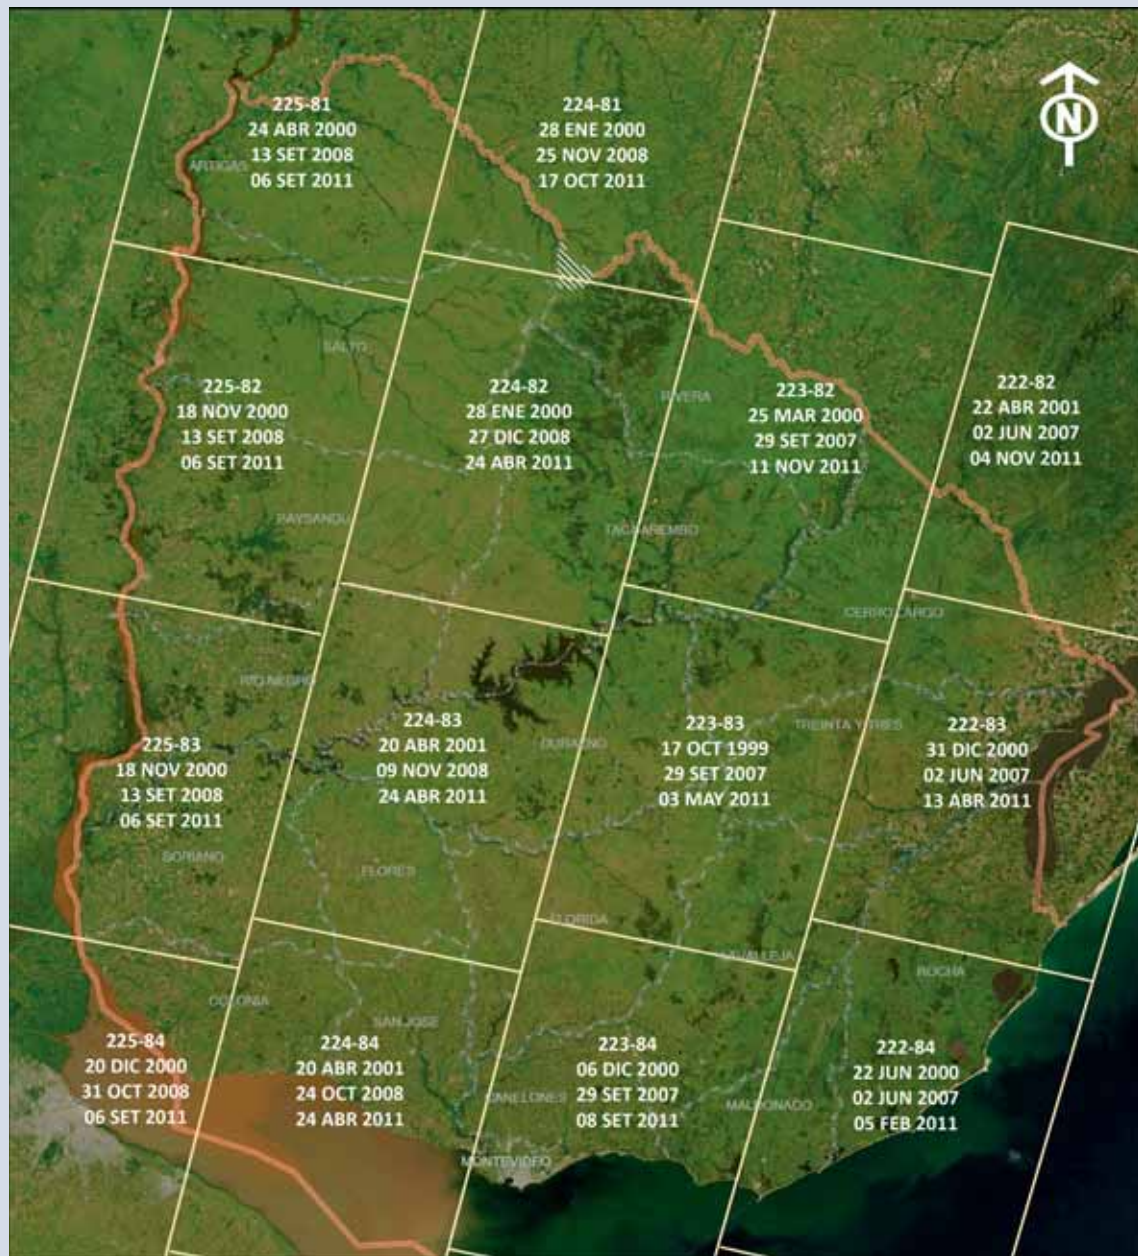 N
225-81
24 ABR 2000
13 SET 2008
06 SET 2011
224-81
28 ENE 2000
25 NOV 2008
17 OCT 2011
ARTIGAS
SALTO
225-82
18 NOV 2000
13 SET 2008
06 SET 2011
224-82
28 ENE 2000
27 DIC 2008
24 ABR 2011
RIVERA
223-82
25 MAR 2000
29 SET 2007
11 NOV 2011
222-82
22 ABR 2001
02 JUN 2007
04 NOV 2011
PAYSANDU
TACUAREMBO
CERRO LARGO
RIO NEGRO
225-83
18 NOV 2000
13 SET 2008
06 SET 2011
224-83
20 ABR 2001
09 NOV 2008
24 ABR 2011
DURAZNO
223-83
17 OCT 1999
29 SET 2007
03 MAY 2011
TREINTA Y TRES
222-83
31 DIC 2000
02 JUN 2007
13 ABR 2011
SORIANO
FLORES
FLORIDA
LAVALLEJA
ROCHA
COLONIA
SAN JOSE
225-84
20 DIC 2000
31 OCT 2008
06 SET 2011
224-84
20 ABR 2001
24 OCT 2008
24 ABR 2011
CANELONES
223-84
06 DIC 2000
29 SET 2007
08 SET 2011
MALDONADO
222-84
22 JUN 2000
02 JUN 2007
05 FEB 2011
MONTEVIDEO